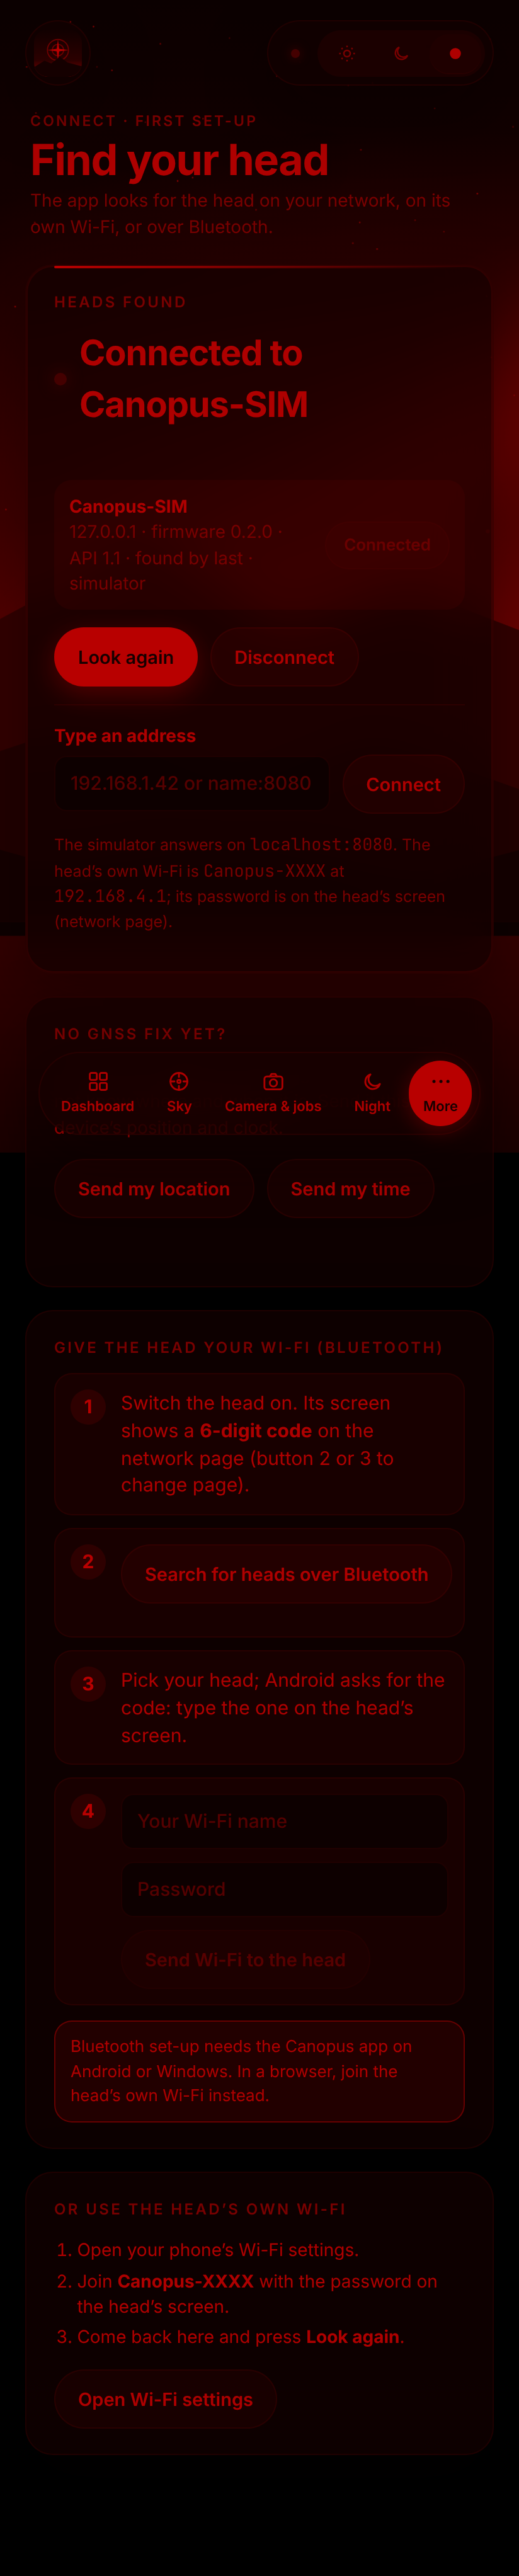 CONNECT · FIRST SET-UP
Find your head
The app looks for the head on your network, on its
own Wi-Fi, or over Bluetooth.
HEADS FOUND
Connected to
Canopus-SIM
Canopus-SIM
127.0.0.1 · firmware 0.2.0 ·
API 1.1 · found by last ·
simulator
Connected
Look again
Disconnect
Type an address
192.168.1.42 or name:8080
Connect
The simulator answers on localhost:8080. The
head's own Wi-Fi is Canopus-XXXX at
192.168.4.1; its password is on the head's screen
(network page).
NO GNSS FIX YET?
Dashboard
Sky
Camera & jobs
Night
More
device's position and clock.
Send my location
Send my time
GIVE THE HEAD YOUR WI-FI (BLUETOOTH)
1
Switch the head on. Its screen
shows a 6-digit code on the
network page (button 2 or 3 to
change page).
2
Search for heads over Bluetooth
3
Pick your head; Android asks for the
code: type the one on the head's
screen.
4
Your Wi-Fi name
Password
Send Wi-Fi to the head
Bluetooth set-up needs the Canopus app on
Android or Windows. In a browser, join the
head's own Wi-Fi instead.
OR USE THE HEAD'S OWN WI-FI
1. Open your phone's Wi-Fi settings.
2. Join Canopus-XXXX with the password on
the head's screen.
3. Come back here and press Look again.
Open Wi-Fi settings